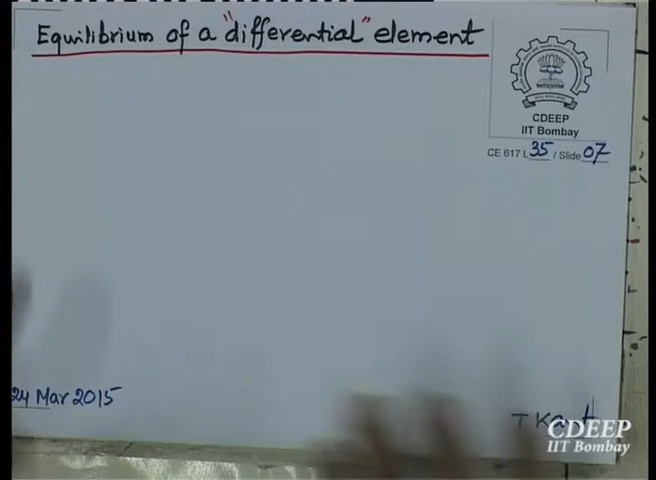 Equilibrium of a "differential" element
CDEEP
IIT Bombay
CE 617 L 35 / Slide 07
24 Mar 2015
CDEEP
IIT Bombay